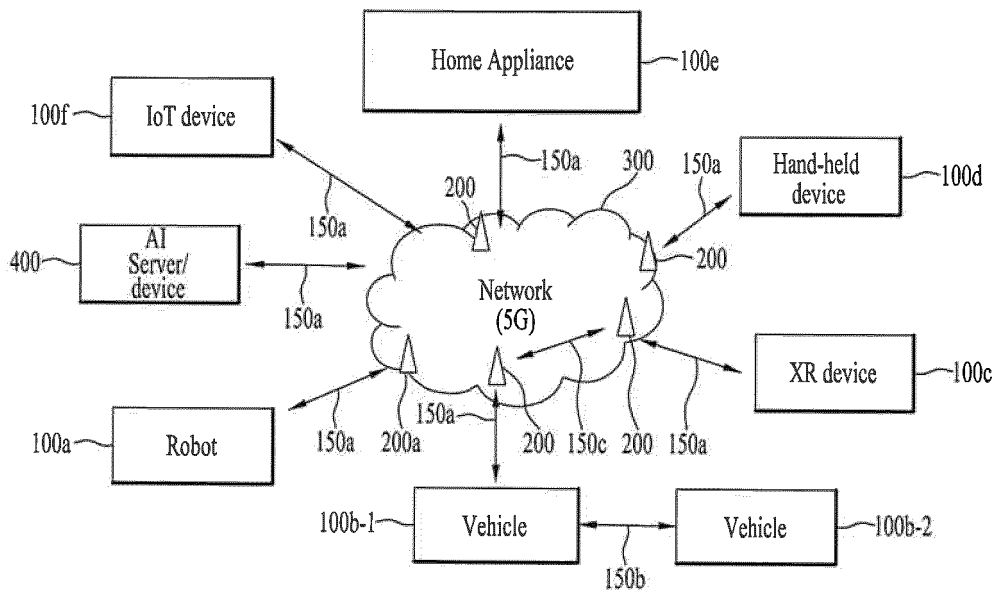 Home Appliance
100e
100f
IoT device
150a
200
300
150a
Hand-held
device
100d
150a
400
AI
Server/
device
150a
200
Network
(5G)
XR device
100c
100a
Robot
150a
200a
150a
200
150c
200
150a
100b-1
Vehicle
Vehicle
100b-2
150b